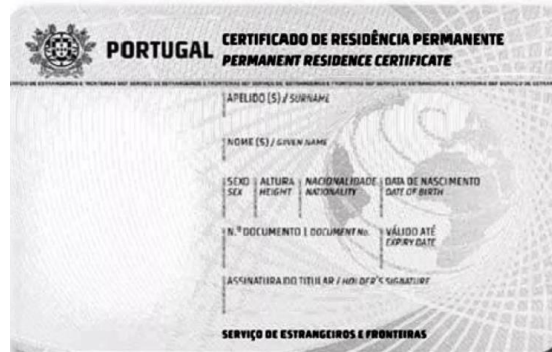 PORTUGAL
CERTIFICADO DE RESIDÊNCIA PERMANENTE
PERMANENT RESIDENCE CERTIFICATE
APELIDO (S) / SURNAME
NOME (S) / GIVEN NAME
SEXO ALTURA NACIONALIDADE DATA DE NASCIMENTO
SEX HEIGHT NATIONALITY DATE OF BIRTH
N.º DOCUMENTO | DOCUMENT No. VÁLIDO ATÉ
EXPIRY DATE
ASSINATURA DO TITULAR / HOLDER'S SIGNATURE
SERVIÇO DE ESTRANGEIROS E FRONTEIRAS